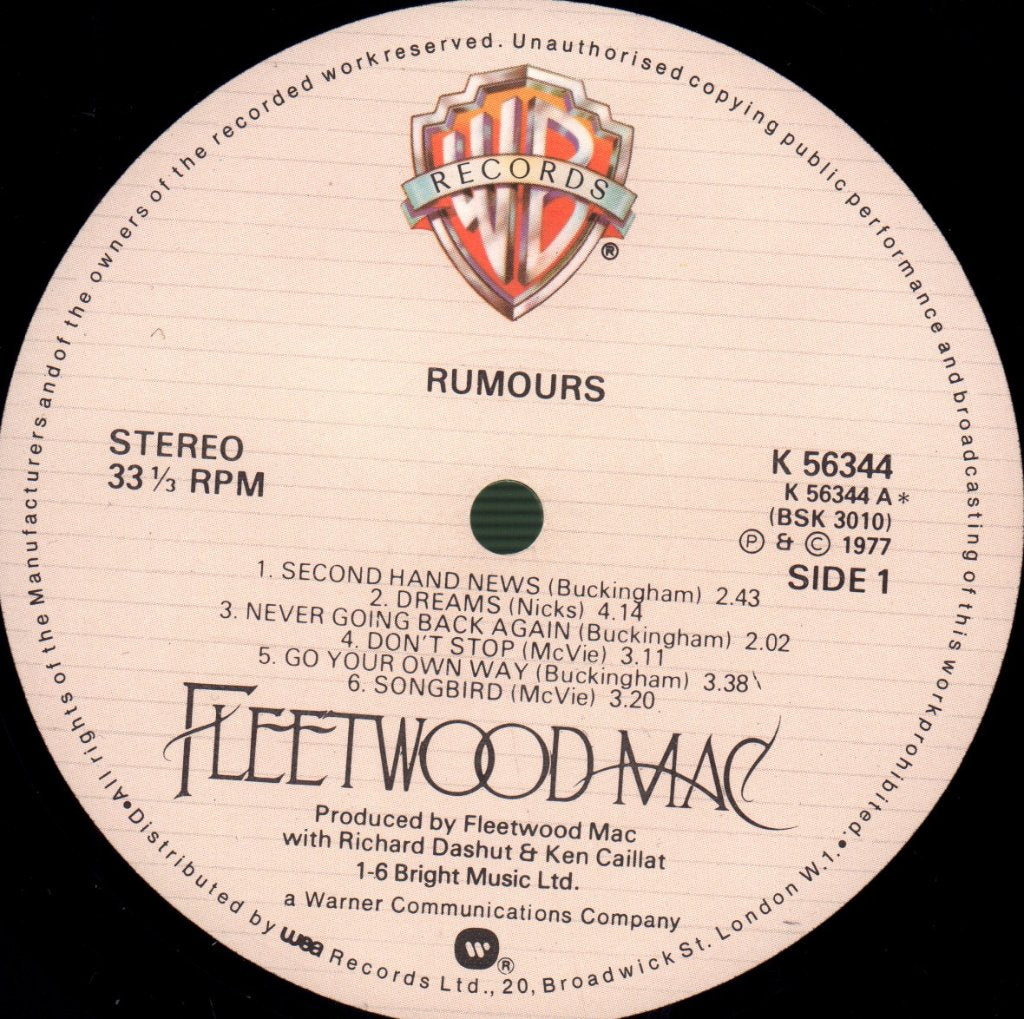 All rights of the Manufacturers and of the owners of the recorded work reserved. Unauthorised copying public performance and broadcasting of this work prohibited.
WB
RECORDS
®
RUMOURS
STEREO
33 ⅓ RPM
K 56344
K 56344 A *
(BSK 3010)
Ⓟ & © 1977
SIDE 1
1. SECOND HAND NEWS (Buckingham) 2.43
2. DREAMS (Nicks) 4.14
3. NEVER GOING BACK AGAIN (Buckingham) 2.02
4. DON'T STOP (McVie) 3.11
5. GO YOUR OWN WAY (Buckingham) 3.38
6. SONGBIRD (McVie) 3.20
FLEETWOOD MAC
Produced by Fleetwood Mac
with Richard Dashut & Ken Caillat
1-6 Bright Music Ltd.
a Warner Communications Company
W ®
• Distributed by wea Records Ltd., 20, Broadwick St. London W.1. •